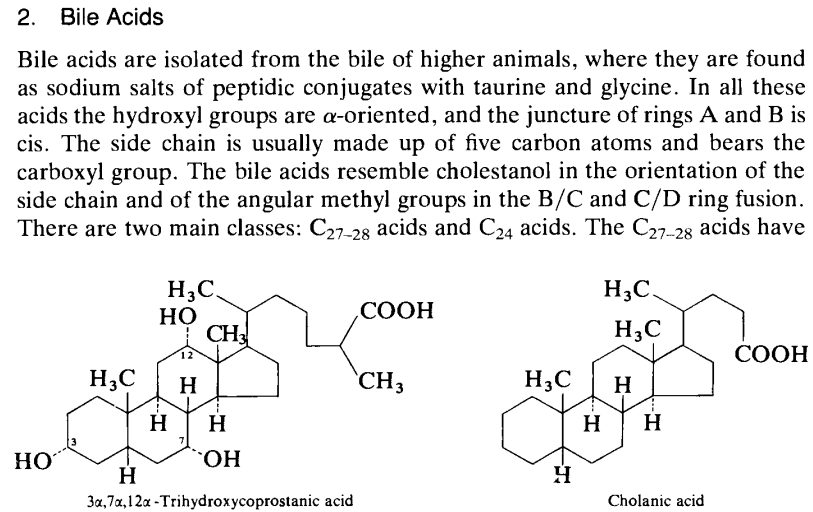 2. Bile Acids
Bile acids are isolated from the bile of higher animals, where they are found
as sodium salts of peptidic conjugates with taurine and glycine. In all these
acids the hydroxyl groups are α-oriented, and the juncture of rings A and B is
cis. The side chain is usually made up of five carbon atoms and bears the
carboxyl group. The bile acids resemble cholestanol in the orientation of the
side chain and of the angular methyl groups in the B/C and C/D ring fusion.
There are two main classes: C₂₇₋₂₈ acids and C₂₄ acids. The C₂₇₋₂₈ acids have
H₃C
HO
CH₃
COOH
12
H₃C
H
CH₃
H
H
3
7
HO
OH
H
3α,7α,12α-Trihydroxycoprostanic acid
H₃C
H₃C
COOH
H₃C
H
H
H
H
Cholanic acid